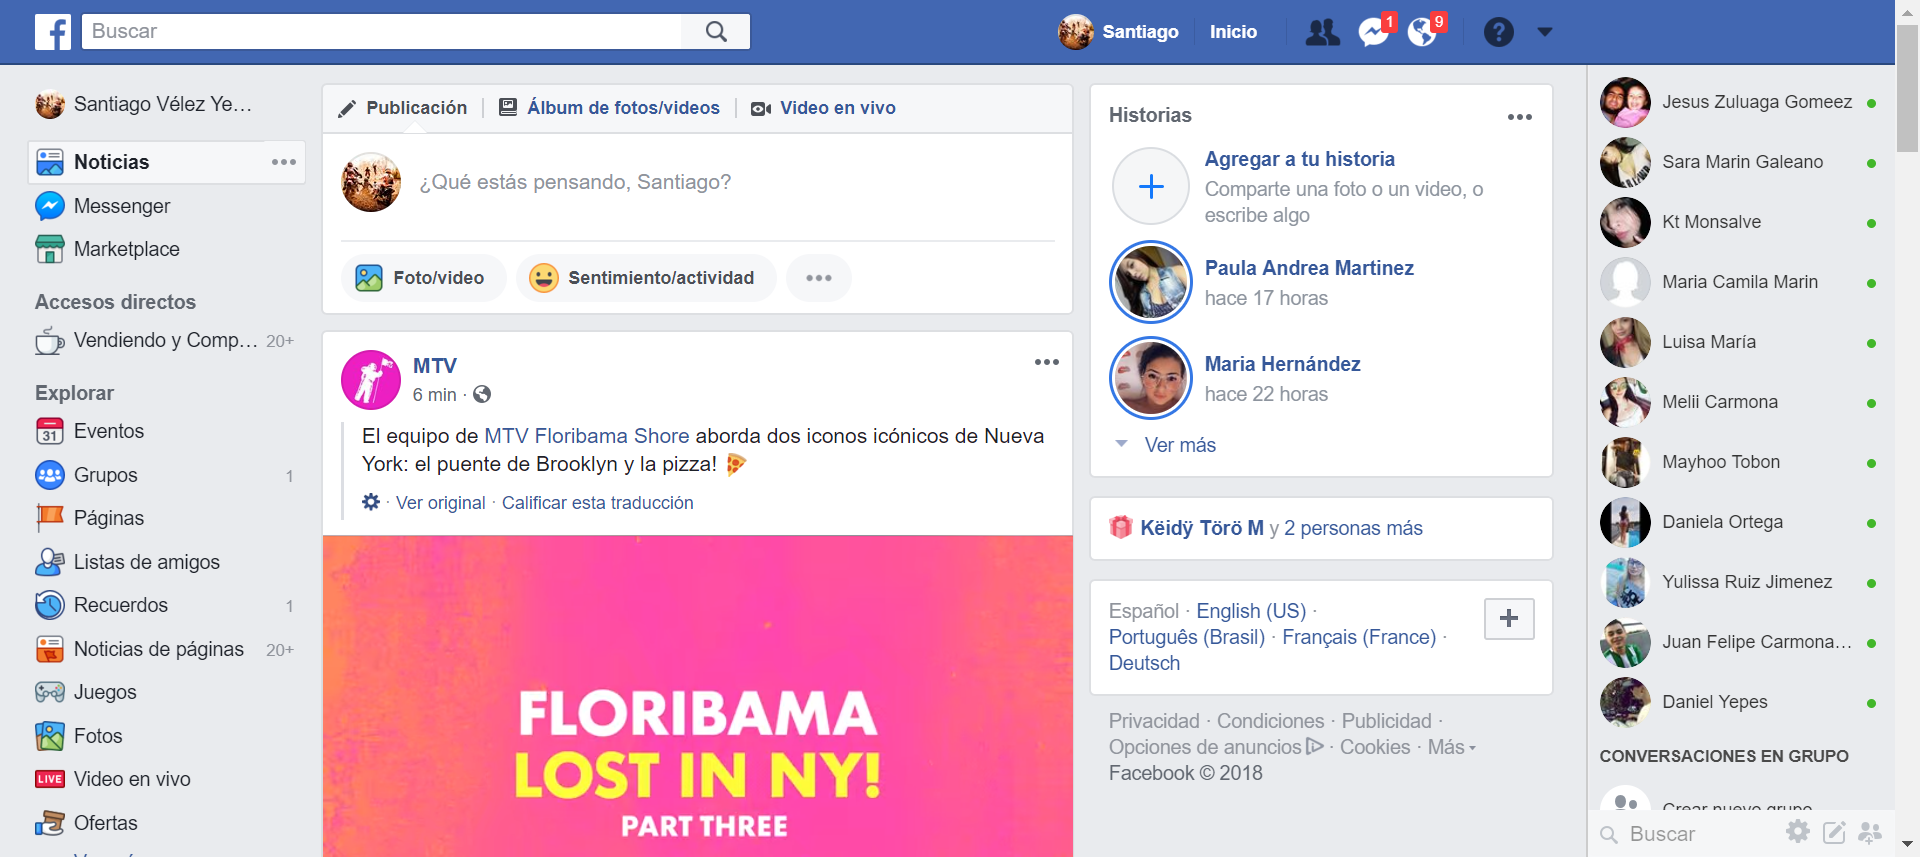 Buscar
Santiago
Inicio
1
9
Santiago Vélez Ye...
Noticias
Messenger
Marketplace
Accesos directos
Vendiendo y Comp... 20+
Explorar
31
Eventos
Grupos 1
Páginas
Listas de amigos
Recuerdos 1
Noticias de páginas 20+
Juegos
Fotos
LIVE Video en vivo
Ofertas
Publicación
Álbum de fotos/videos
Video en vivo
¿Qué estás pensando, Santiago?
Foto/video
Sentimiento/actividad
MTV
6 min ·
El equipo de MTV Floribama Shore aborda dos iconos icónicos de Nueva
York: el puente de Brooklyn y la pizza!
· Ver original · Calificar esta traducción
FLORIBAMA
LOST IN NY!
PART THREE
Historias
Agregar a tu historia
Comparte una foto o un video, o
escribe algo
Paula Andrea Martinez
hace 17 horas
Maria Hernández
hace 22 horas
Ver más
Këidÿ Törö M y 2 personas más
Español · English (US) ·
Português (Brasil) · Français (France) ·
Deutsch
Privacidad · Condiciones · Publicidad ·
Opciones de anuncios · Cookies · Más
Facebook © 2018
Jesus Zuluaga Gomeez
Sara Marin Galeano
Kt Monsalve
Maria Camila Marin
Luisa María
Melii Carmona
Mayhoo Tobon
Daniela Ortega
Yulissa Ruiz Jimenez
Juan Felipe Carmona...
Daniel Yepes
CONVERSACIONES EN GRUPO
Crear nuevo grupo
Buscar